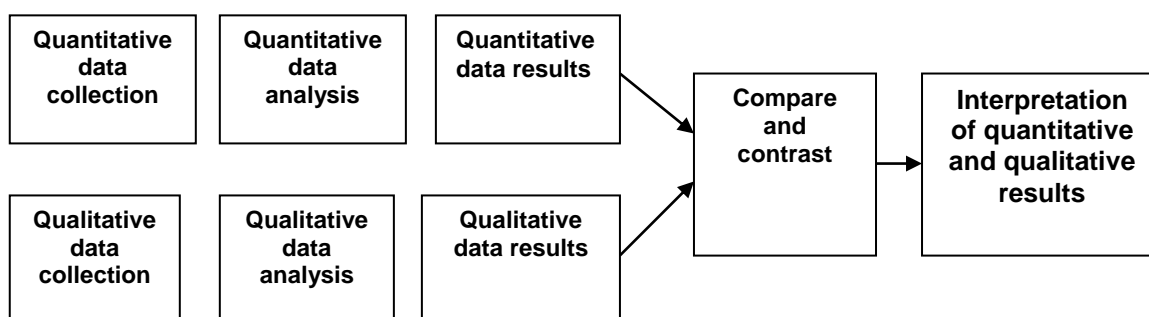 Quantitative
data
collection
Quantitative
data
analysis
Quantitative
data results
Compare
and
contrast
Interpretation
of quantitative
and qualitative
results
Qualitative
data
collection
Qualitative
data
analysis
Qualitative
data results